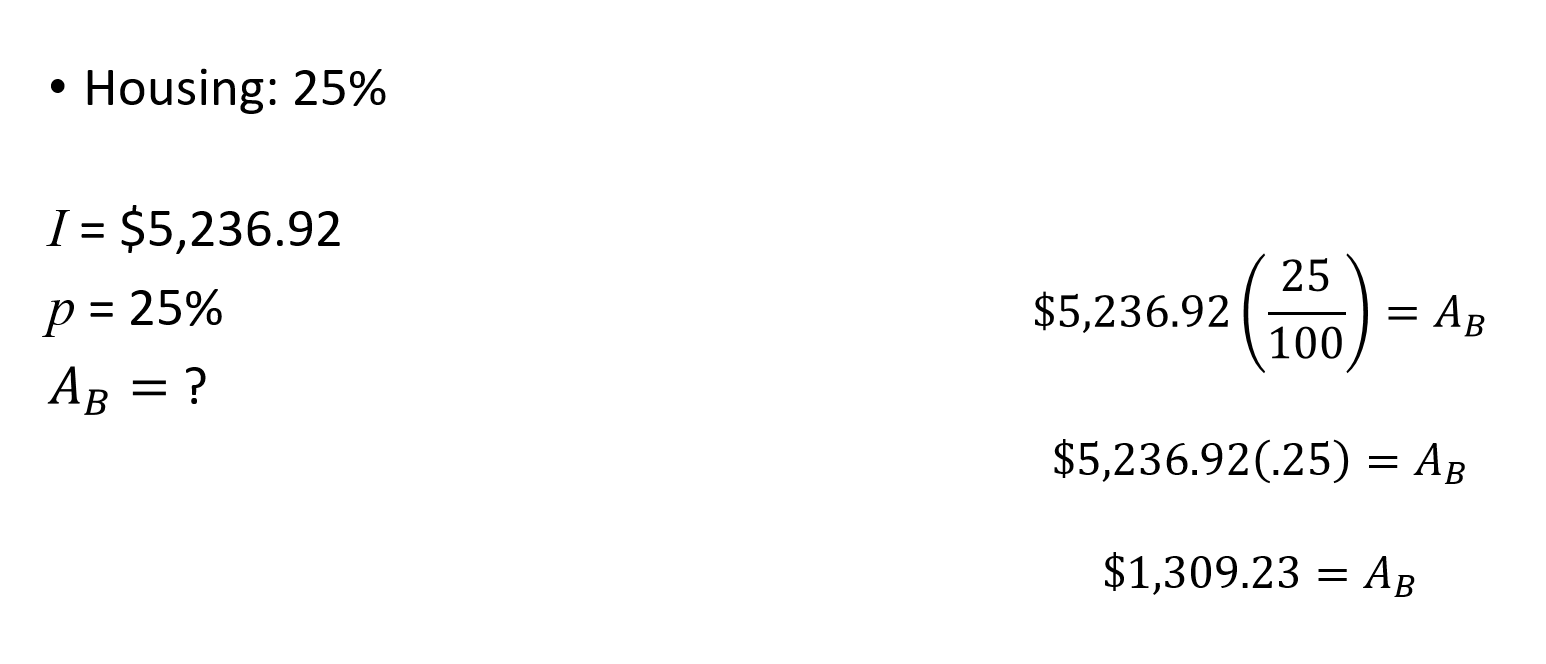 • Housing: 25%
I = $5,236.92
p = 25%
A_B = ?
$5,236.92(25/100) = A_B
$5,236.92(.25) = A_B
$1,309.23 = A_B